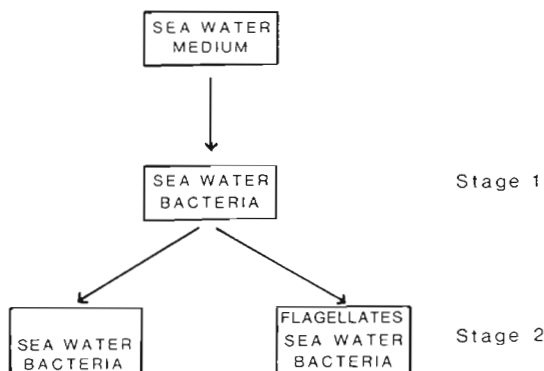 SEA WATER
MEDIUM
SEA WATER
BACTERIA
Stage 1
SEA WATER
BACTERIA
FLAGELLATES
SEA WATER
BACTERIA
Stage 2